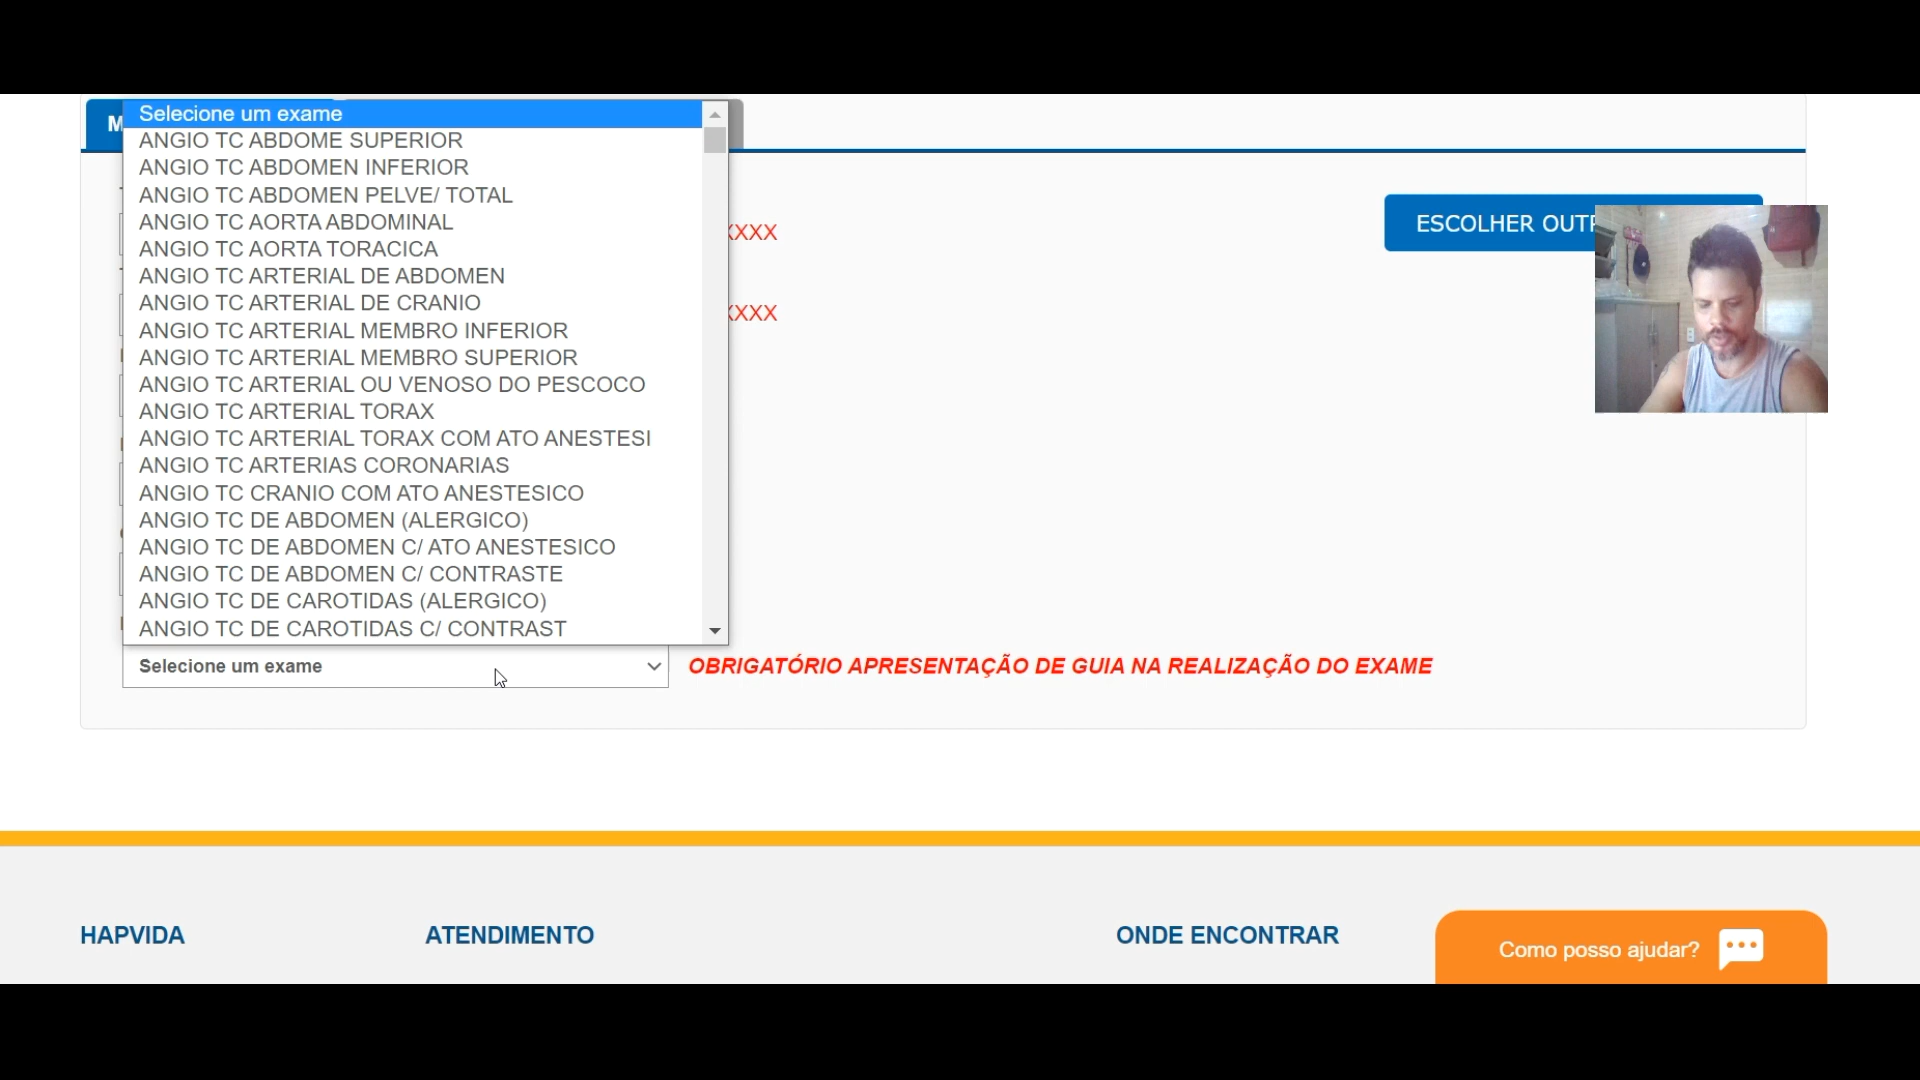 M
Selecione um exame
ANGIO TC ABDOME SUPERIOR
ANGIO TC ABDOMEN INFERIOR
ANGIO TC ABDOMEN PELVE/ TOTAL
ANGIO TC AORTA ABDOMINAL
ANGIO TC AORTA TORACICA
ANGIO TC ARTERIAL DE ABDOMEN
ANGIO TC ARTERIAL DE CRANIO
ANGIO TC ARTERIAL MEMBRO INFERIOR
ANGIO TC ARTERIAL MEMBRO SUPERIOR
ANGIO TC ARTERIAL OU VENOSO DO PESCOCO
ANGIO TC ARTERIAL TORAX
ANGIO TC ARTERIAL TORAX COM ATO ANESTESI
ANGIO TC ARTERIAS CORONARIAS
ANGIO TC CRANIO COM ATO ANESTESICO
ANGIO TC DE ABDOMEN (ALERGICO)
ANGIO TC DE ABDOMEN C/ ATO ANESTESICO
ANGIO TC DE ABDOMEN C/ CONTRASTE
ANGIO TC DE CAROTIDAS (ALERGICO)
ANGIO TC DE CAROTIDAS C/ CONTRAST
XXXX
XXXX
ESCOLHER OUT
Selecione um exame
OBRIGATÓRIO APRESENTAÇÃO DE GUIA NA REALIZAÇÃO DO EXAME
HAPVIDA
ATENDIMENTO
ONDE ENCONTRAR
Como posso ajudar?